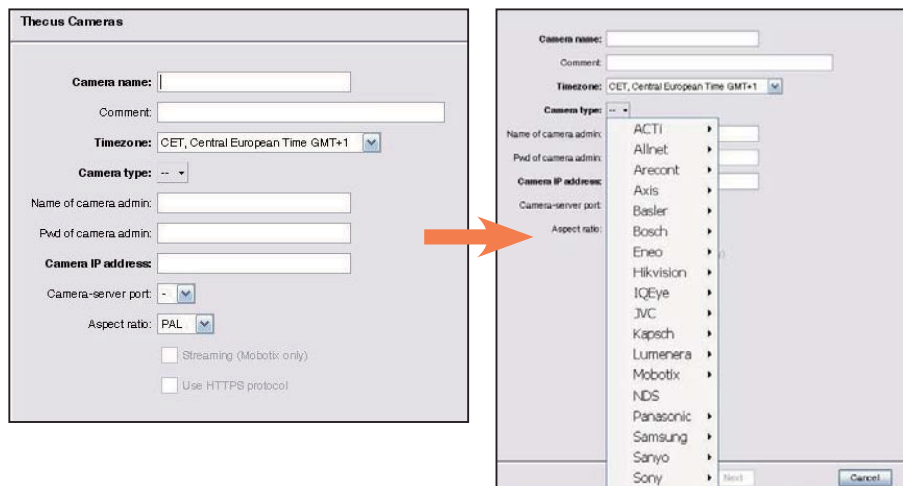 Thecus Cameras
Camera name:
Comment:
Timezone: CET, Central European Time GMT+1
Camera type: --
Name of camera admin:
Pwd of camera admin:
Camera IP address:
Camera-server port: -
Aspect ratio: PAL
Streaming (Mobotix only)
Use HTTPS protocol
Camera name:
Comment:
Timezone: CET, Central European Time GMT+1
Camera type: --
Name of camera admin:
Pwd of camera admin:
Camera IP address:
Camera-server port:
Aspect ratio:
ACTi
Allnet
Arecont
Axis
Basler
Bosch
Eneo
Hikvision
IQEye
JVC
Kapsch
Lumenera
Mobotix
NDS
Panasonic
Samsung
Sanyo
Sony
Next
Cancel